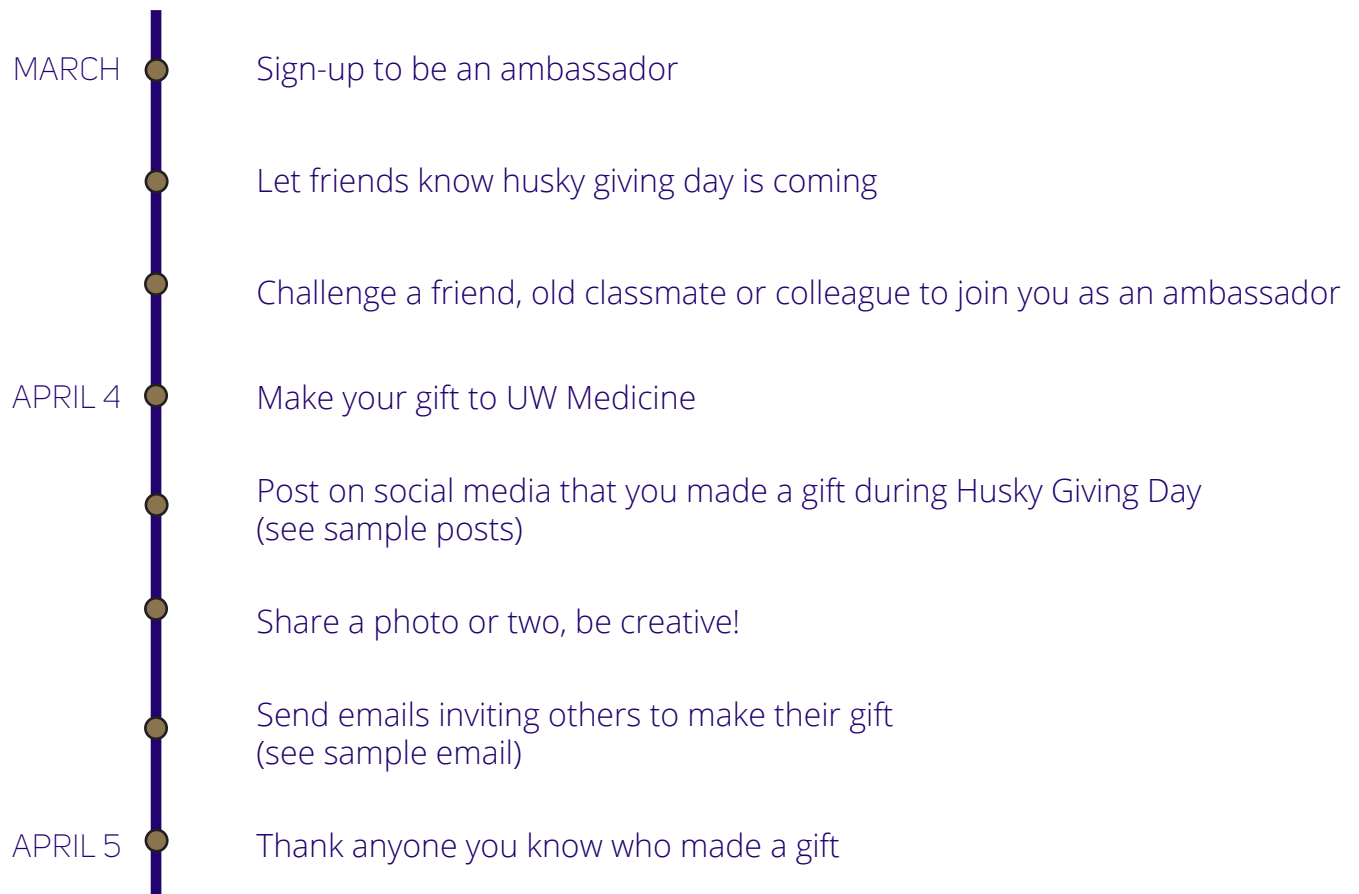 MARCH
Sign-up to be an ambassador
Let friends know husky giving day is coming
Challenge a friend, old classmate or colleague to join you as an ambassador
APRIL 4
Make your gift to UW Medicine
Post on social media that you made a gift during Husky Giving Day
(see sample posts)
Share a photo or two, be creative!
Send emails inviting others to make their gift
(see sample email)
APRIL 5
Thank anyone you know who made a gift